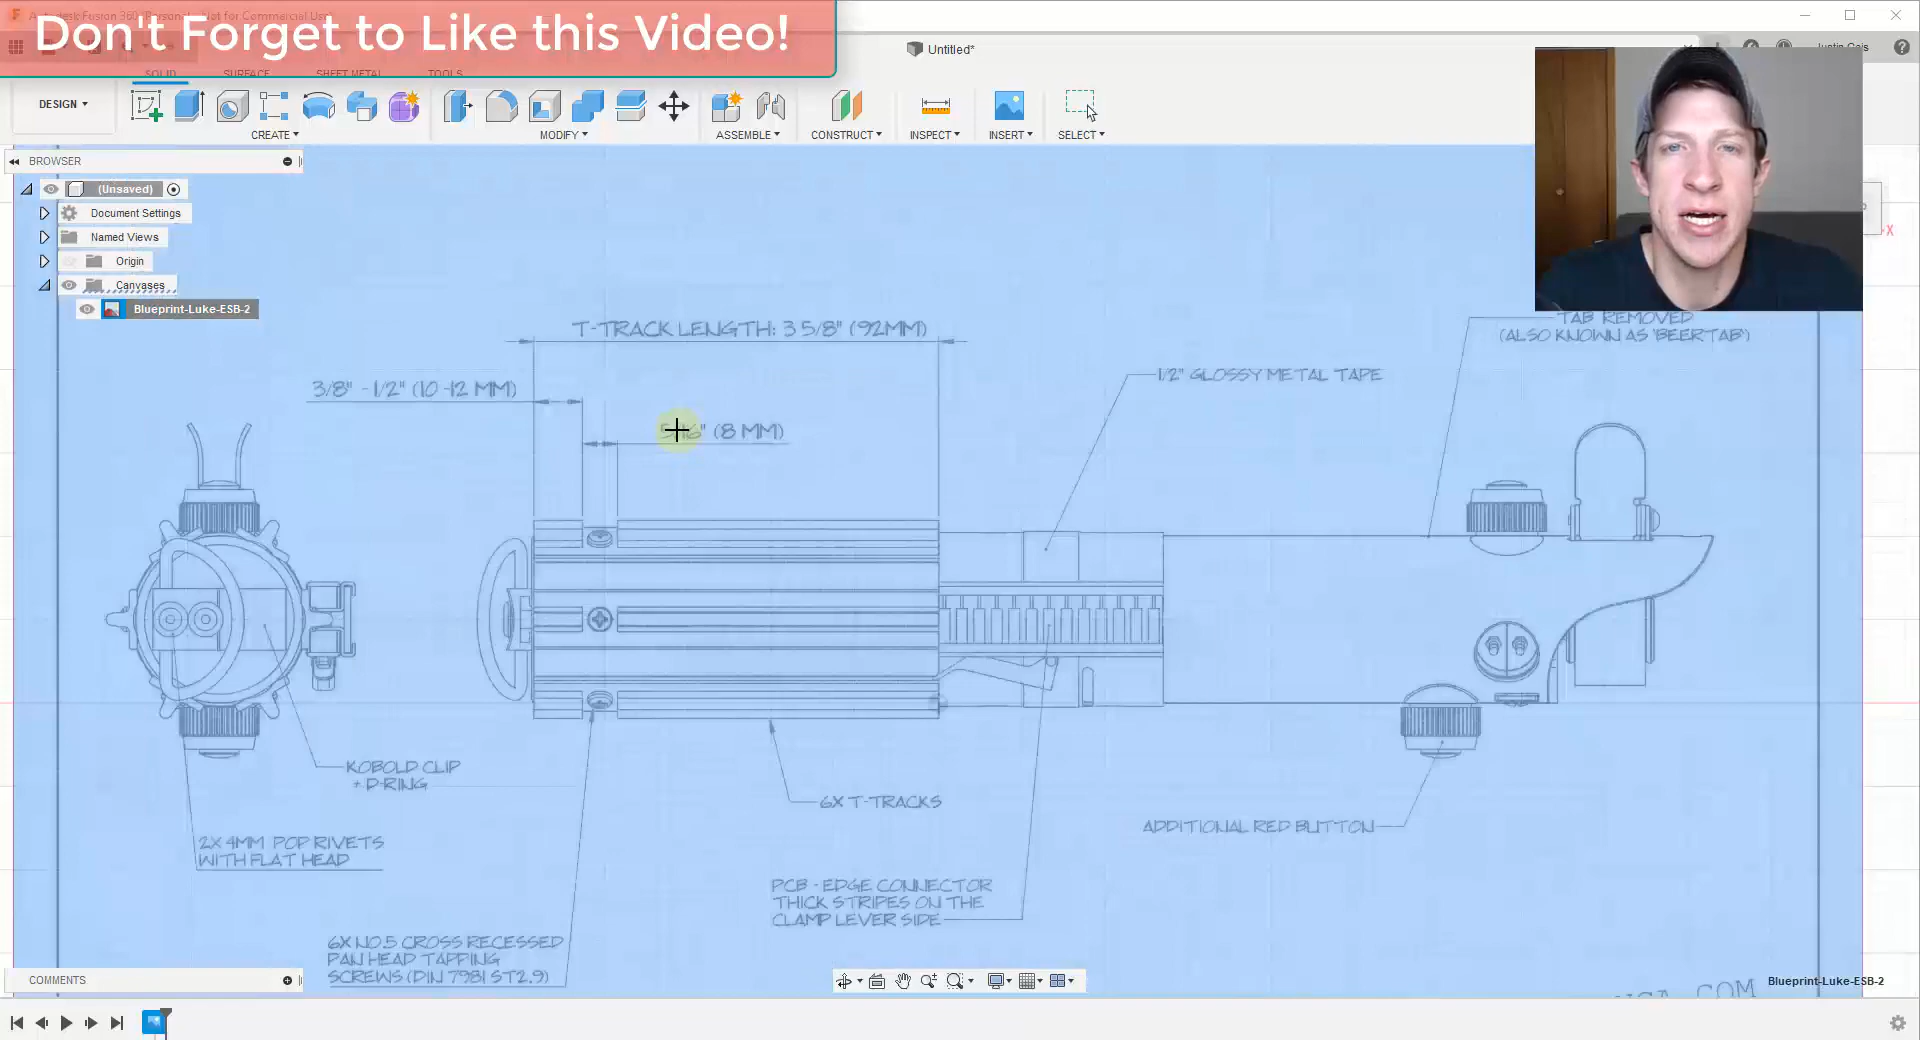 Don't Forget to Like this Video!
Untitled*
SOLID
SURFACE
SHEET METAL
TOOLS
DESIGN
CREATE
MODIFY
ASSEMBLE
CONSTRUCT
INSPECT
INSERT
SELECT
BROWSER
(Unsaved)
Document Settings
Named Views
Origin
Canvases
Blueprint-Luke-ESB-2
T-TRACK LENGTH: 3 5/8" (92MM)
3/8" - 1/2" (10 -12 MM)
5/16" (8 MM)
1/2" GLOSSY METAL TAPE
TAB REMOVED
(ALSO KNOWN AS 'BEERTAB')
KOBOLD CLIP
+ D-RING
2X 4MM POP RIVETS
WITH FLAT HEAD
6X T-TRACKS
ADDITIONAL RED BUTTON
PCB - EDGE CONNECTOR
THICK STRIPES ON THE
CLAMP LEVER SIDE
6X NO.5 CROSS RECESSED
PAN HEAD TAPPING
SCREWS (DIN 7981 ST2.9)
COMMENTS
Blueprint-Luke-ESB-2
.COM
X